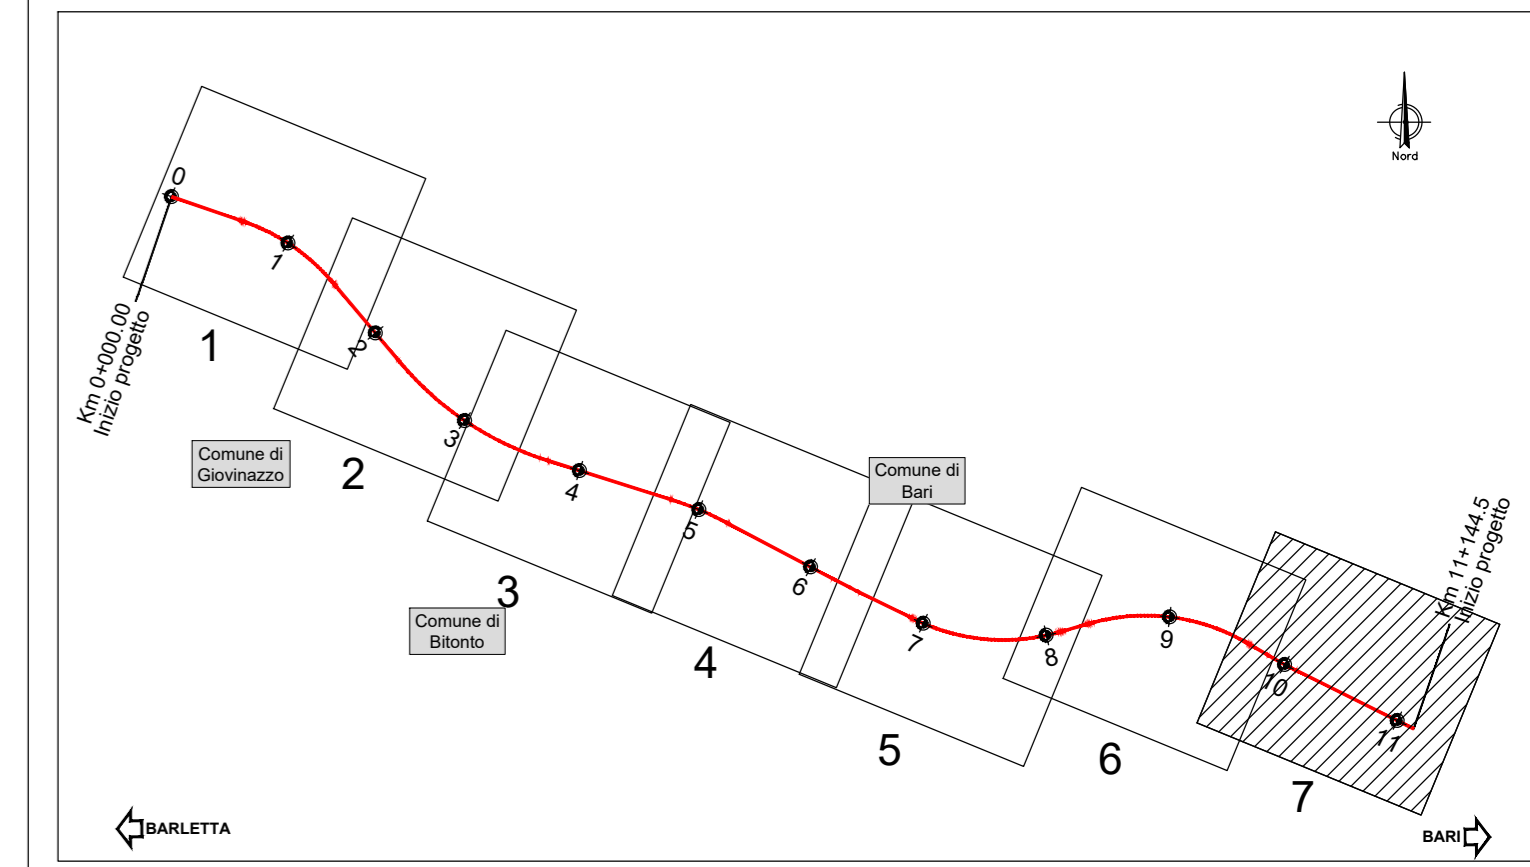 Nord
0
1
2
3
4
5
6
7
8
9
10
11
Km 0+000.00
Inizio progetto
Km 11+144.5
Inizio progetto
1
2
3
4
5
6
7
Comune di
Giovinazzo
Comune di
Bitonto
Comune di
Bari
BARLETTA
BARI